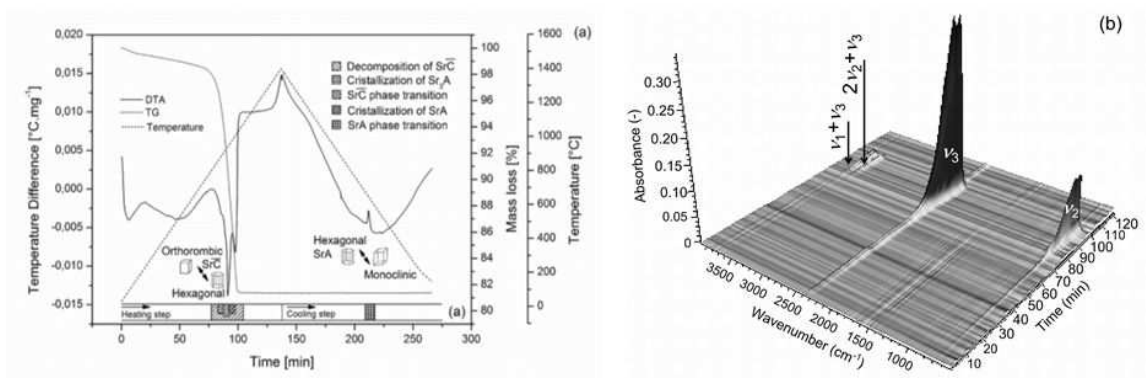 (a)
Temperature Difference [°C.mg⁻¹]
0,020
0,015
0,010
0,005
0,000
-0,005
-0,010
-0,015
DTA
TG
Temperature
Decomposition of SrC̅
Cristallization of Sr₃A
SrC̅ phase transition
Cristallization of SrA
SrA phase transition
Orthorombic
SrC̅
Hexagonal
Hexagonal
SrA
Monoclinic
Heating step
Cooling step
(a)
0
50
100
150
200
250
Time [min]
100
98
96
94
92
90
88
86
84
82
80
Mass loss [%]
1600
1400
1200
1000
800
600
400
200
0
Temperature [°C]
(b)
Absorbance (-)
0.30
0.25
0.20
0.15
0.10
0.05
0
ν₁+ν₃
2ν₂+ν₃
ν₃
ν₂
3500
3000
2500
2000
1500
1000
Wavenumber (cm⁻¹)
10
20
30
40
50
60
70
80
90
100
110
120
Time (min)